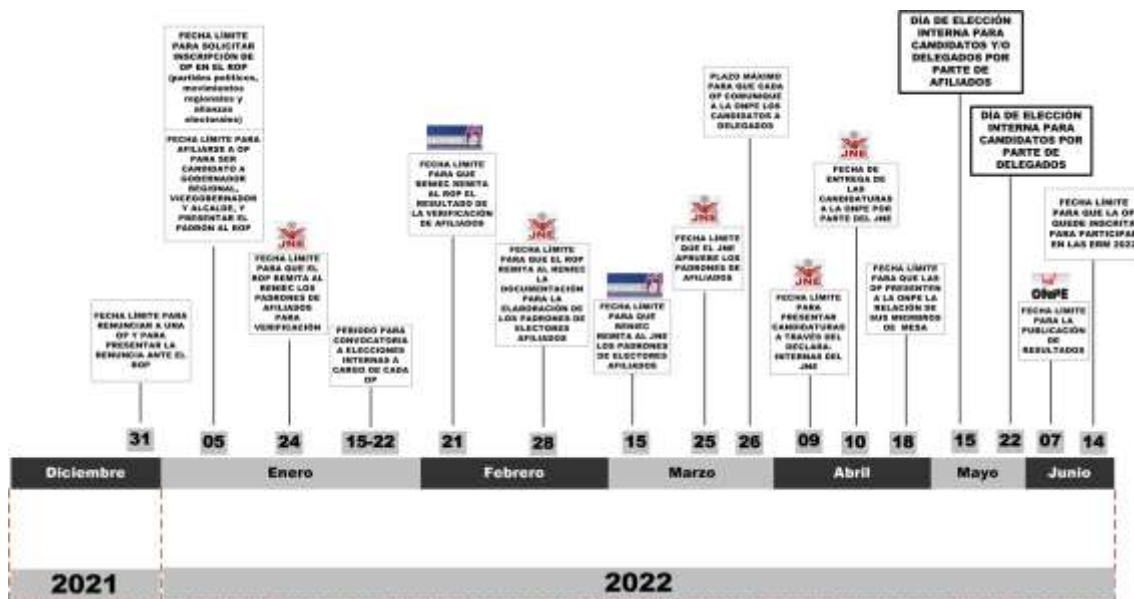 FECHA LÍMITE
PARA SOLICITAR
INSCRIPCIÓN DE
OP EN EL ROP
(partidos políticos,
movimientos
regionales y
alianzas
electorales)
FECHA LÍMITE PARA
AFILIARSE A OP
PARA SER
CANDIDATO A
GOBERNADOR
REGIONAL,
VICEGOBERNADOR
Y ALCALDE, Y
PRESENTAR EL
PADRÓN AL ROP
FECHA LÍMITE PARA
RENUNCIAR A UNA
OP Y PARA
PRESENTAR LA
RENUNCIA ANTE EL
ROP
JNE
FECHA LÍMITE
PARA QUE EL
ROP REMITA AL
RENIEC LOS
PADRONES DE
AFILIADOS
PARA
VERIFICACIÓN
PERIODO PARA
CONVOCATORIA
A ELECCIONES
INTERNAS A
CARGO DE CADA
OP
FECHA LÍMITE
PARA QUE
RENIEC REMITA
AL ROP EL
RESULTADO DE
LA VERIFICACIÓN
DE AFILIADOS
JNE
FECHA LÍMITE
PARA QUE EL ROP
REMITA AL RENIEC
LA
DOCUMENTACIÓN
PARA LA
ELABORACIÓN DE
LOS PADRONES DE
ELECTORES
AFILIADOS
FECHA LÍMITE
PARA QUE
RENIEC
REMITA AL JNE
LOS PADRONES
DE ELECTORES
AFILIADOS
JNE
FECHA LÍMITE
QUE EL JNE
APRUEBE LOS
PADRONES DE
AFILIADOS
PLAZO MÁXIMO
PARA QUE CADA
OP COMUNIQUE
A LA ONPE LOS
CANDIDATOS A
DELEGADOS
JNE
FECHA LÍMITE
PARA
PRESENTAR
CANDIDATURAS
A TRAVÉS DEL
DECLARA
INTERNAS DEL
JNE
JNE
FECHA DE
ENTREGA DE
LAS
CANDIDATURAS
A LA ONPE POR
PARTE DEL JNE
FECHA LÍMITE
PARA QUE LAS
OP PRESENTEN
A LA ONPE LA
RELACIÓN DE
SUS MIEMBROS
DE MESA
DÍA DE ELECCIÓN
INTERNA PARA
CANDIDATOS Y/O
DELEGADOS POR
PARTE DE
AFILIADOS
DÍA DE ELECCIÓN
INTERNA PARA
CANDIDATOS POR
PARTE DE
DELEGADOS
ONPE
FECHA LÍMITE
PARA LA
PUBLICACIÓN
DE
RESULTADOS
FECHA LÍMITE
PARA QUE LA OP
QUEDE INSCRITA
PARA PARTICIPAR
EN LAS ERM 2022
31 05 24 15-22 21 28 15 25 26 09 10 18 15 22 07 14
Diciembre Enero Febrero Marzo Abril Mayo Junio
2021 2022